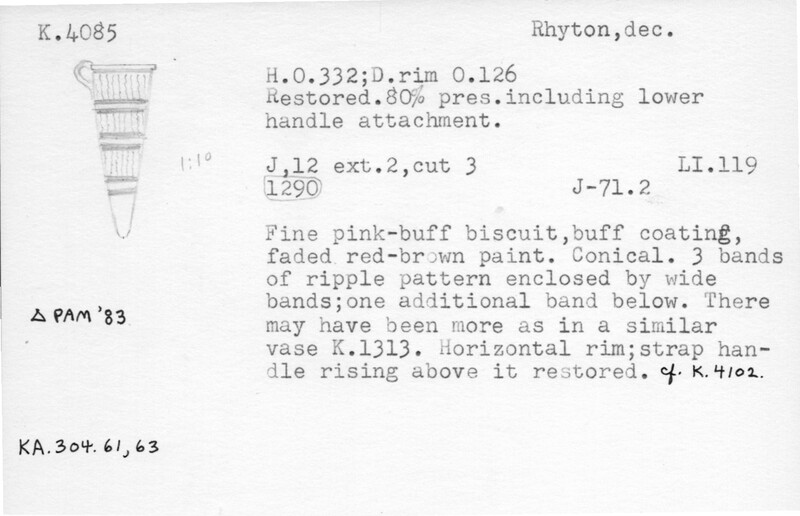 K.4085
Rhyton,dec.
H.0.332;D.rim 0.126
Restored.80% pres.including lower
handle attachment.
1:10
J,12 ext.2,cut 3 LI.119
1290 J-71.2
Fine pink-buff biscuit,buff coating,
faded red-brown paint. Conical. 3 bands
of ripple pattern enclosed by wide
bands;one additional band below. There
may have been more as in a similar
vase K.1313. Horizontal rim;strap han-
dle rising above it restored. cf. K.4102.
Δ PAM '83
KA.304.61,63